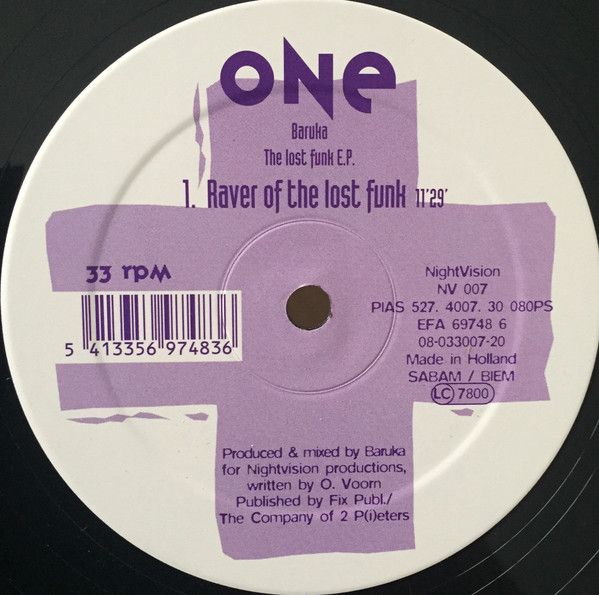 one
Baruka
The lost funk E.P.
1. Raver of the lost funk 11'29'
33 rpm
5 413356 974836
NightVision
NV 007
PIAS 527. 4007. 30 080PS
EFA 69748 6
08-033007-20
Made in Holland
SABAM / BIEM
LC 7800
Produced & mixed by Baruka
for Nightvision productions,
written by O. Voorn
Published by Fix Publ./
The Company of 2 P(i)eters